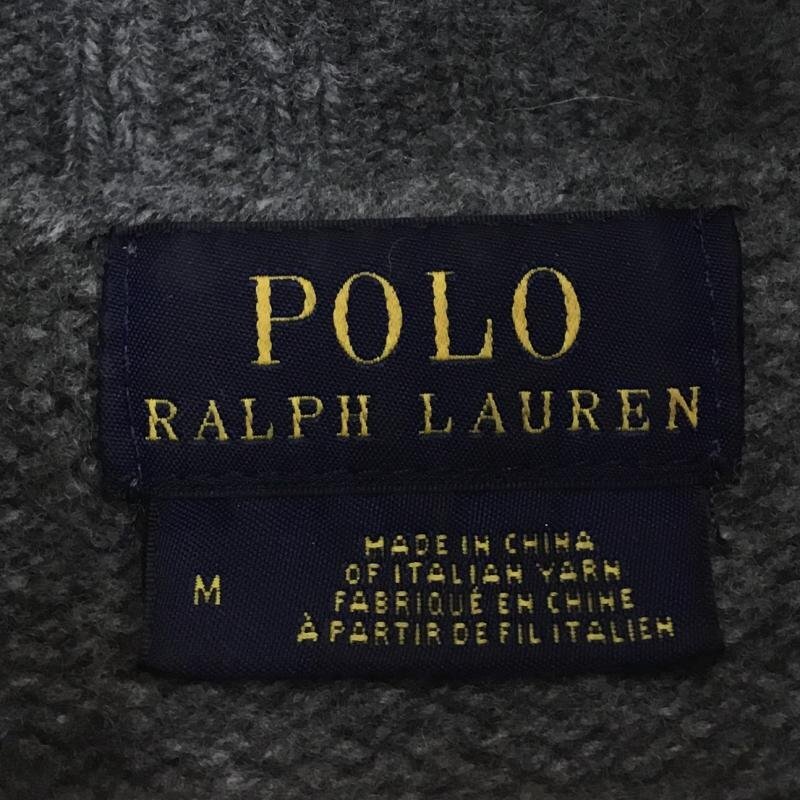 POLO
RALPH LAUREN
M
MADE IN CHINA
OF ITALIAN YARN
FABRIQUÉ EN CHINE
À PARTIR DE FIL ITALIEN